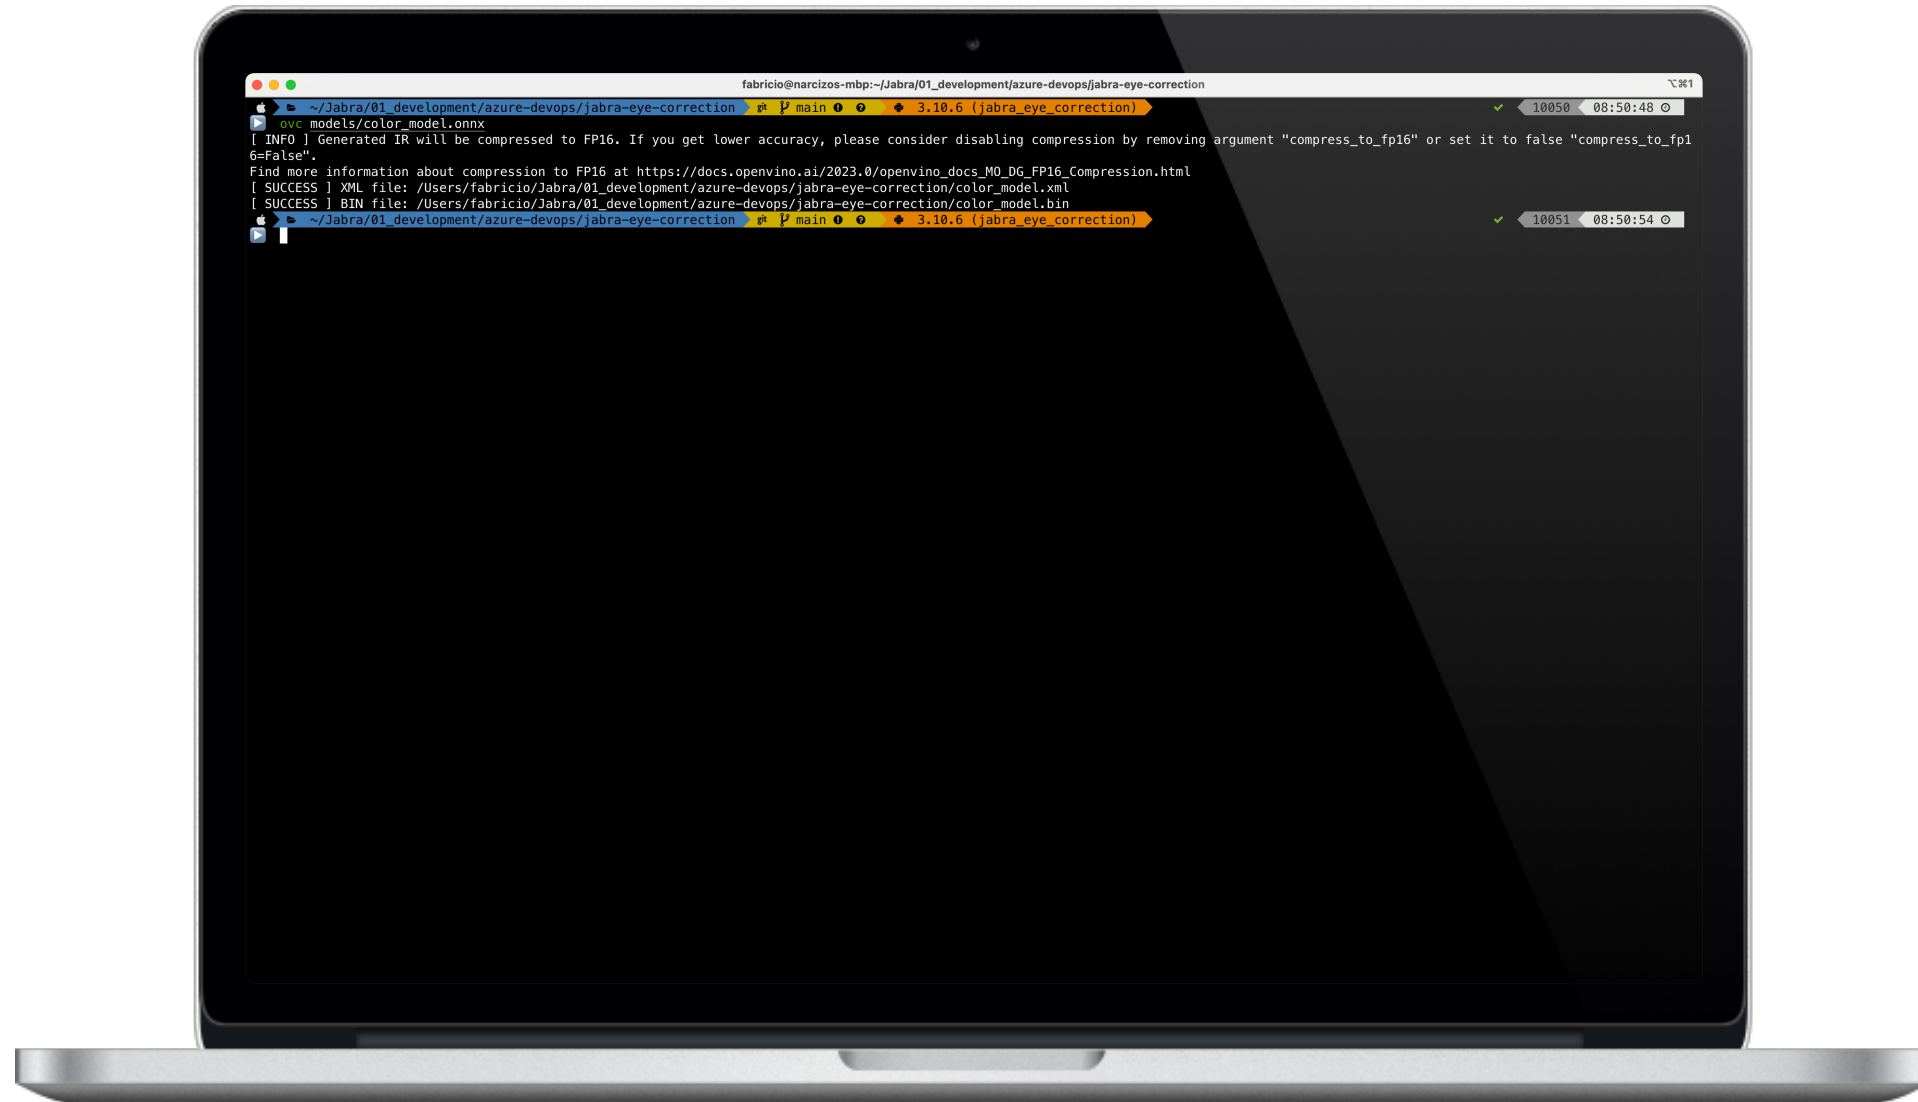 fabricio@narcizos-mbp:~/Jabra/01_development/azure-devops/jabra-eye-correction ⌥⌘1
~/Jabra/01_development/azure-devops/jabra-eye-correction git main 3.10.6 (jabra_eye_correction) ✔ 10050 08:50:48
ovc models/color_model.onnx
[ INFO ] Generated IR will be compressed to FP16. If you get lower accuracy, please consider disabling compression by removing argument "compress_to_fp16" or set it to false "compress_to_fp1
6=False".
Find more information about compression to FP16 at https://docs.openvino.ai/2023.0/openvino_docs_MO_DG_FP16_Compression.html
[ SUCCESS ] XML file: /Users/fabricio/Jabra/01_development/azure-devops/jabra-eye-correction/color_model.xml
[ SUCCESS ] BIN file: /Users/fabricio/Jabra/01_development/azure-devops/jabra-eye-correction/color_model.bin
~/Jabra/01_development/azure-devops/jabra-eye-correction git main 3.10.6 (jabra_eye_correction) ✔ 10051 08:50:54